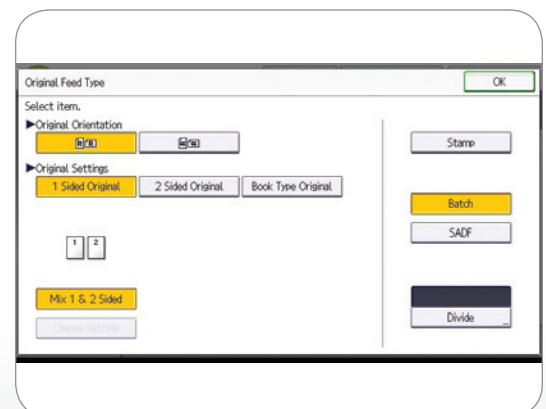 Original Feed Type
OK
Select item.
►Original Orientation
Stamp
►Original Settings
1 Sided Original
2 Sided Original
Book Type Original
Batch
SADF
1 2
Mix 1 & 2 Sided
Change Setting
Divide